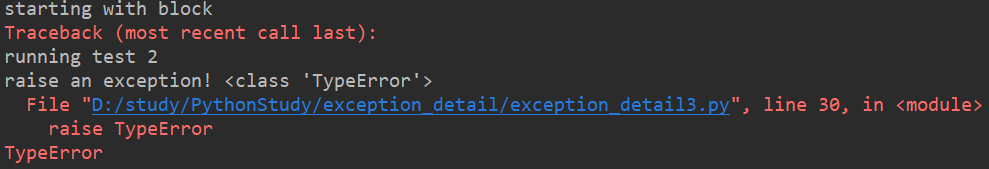 starting with block
Traceback (most recent call last):
running test 2
raise an exception! <class 'TypeError'>
  File "D:/study/PythonStudy/exception_detail/exception_detail3.py", line 30, in <module>
    raise TypeError
TypeError